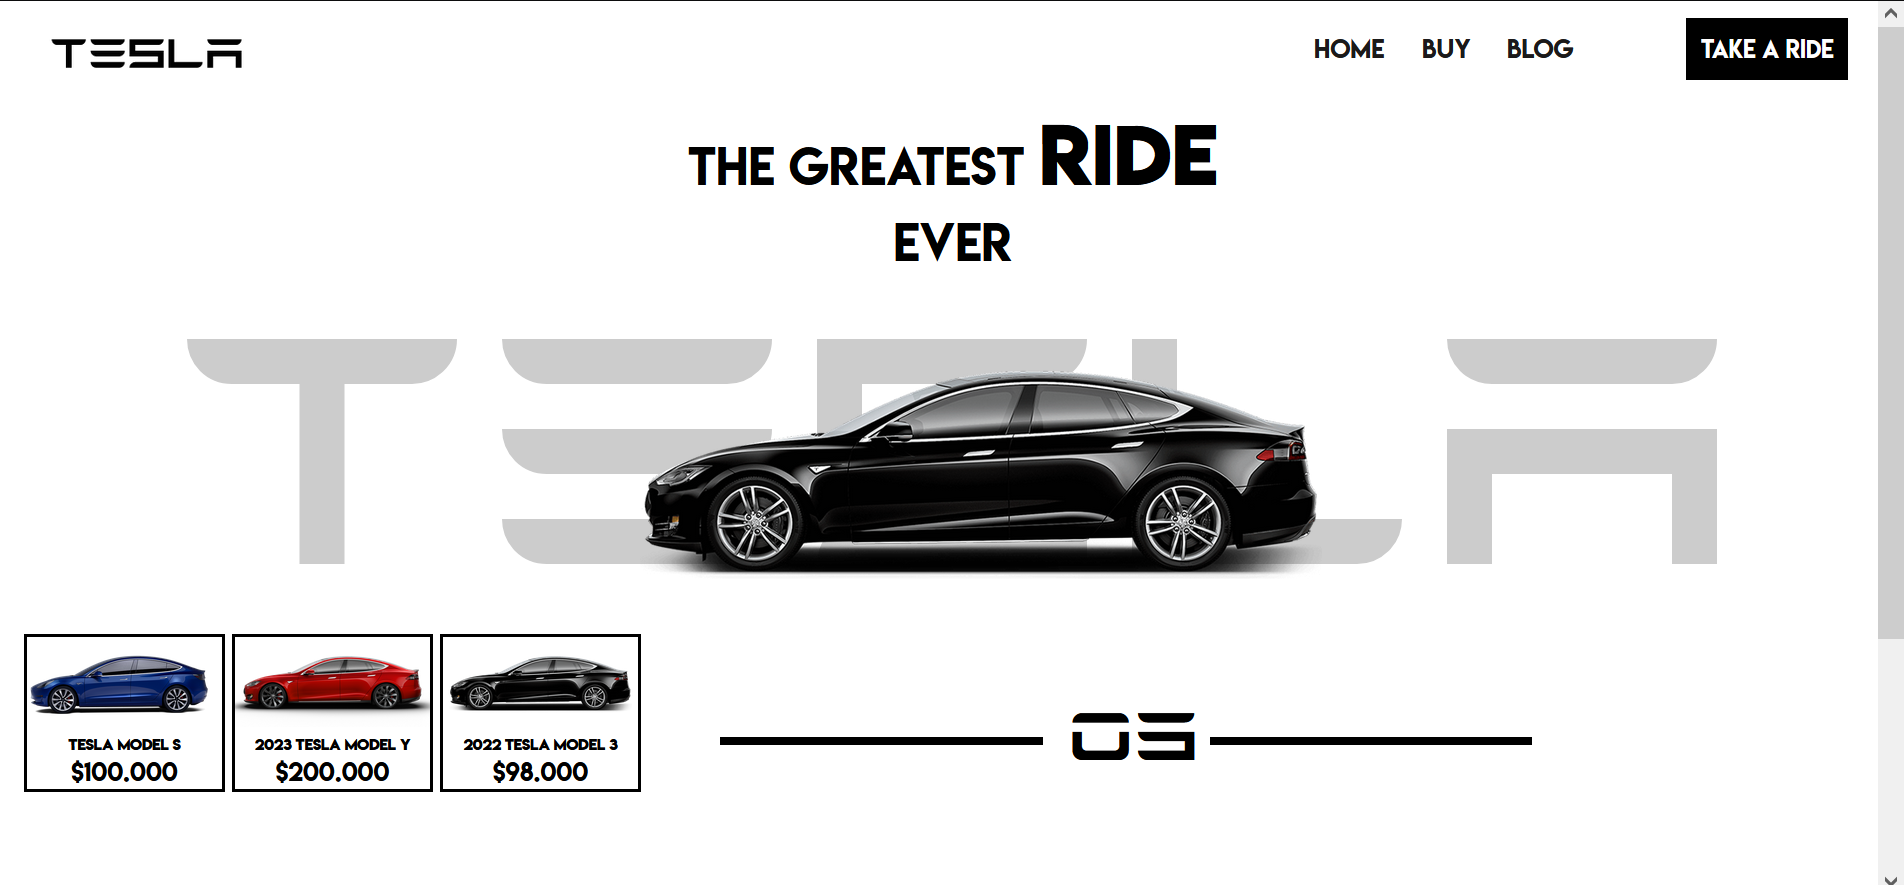 TESLA
HOME BUY BLOG TAKE A RIDE
THE GREATEST RIDE
EVER
TESLA
TESLA MODEL S
$100.000
2023 TESLA MODEL Y
$200.000
2022 TESLA MODEL 3
$98.000
05